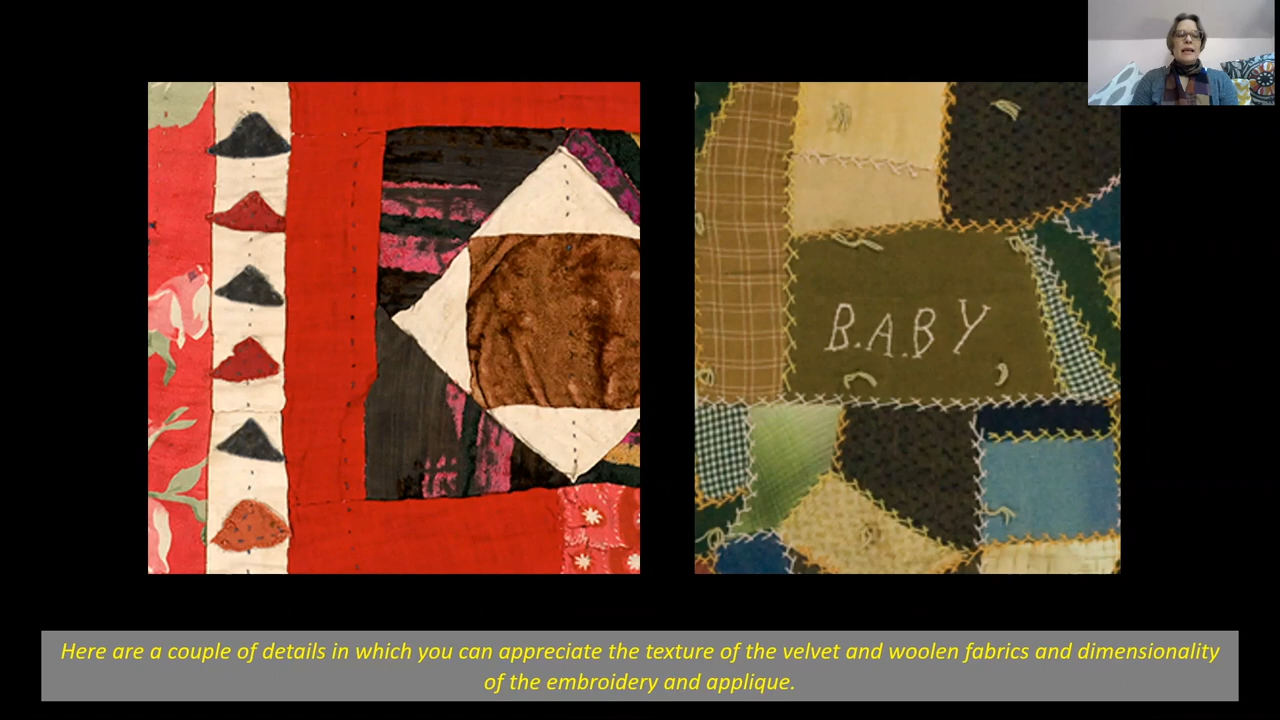 B.A.B Y
Here are a couple of details in which you can appreciate the texture of the velvet and woolen fabrics and dimensionality
of the embroidery and applique.